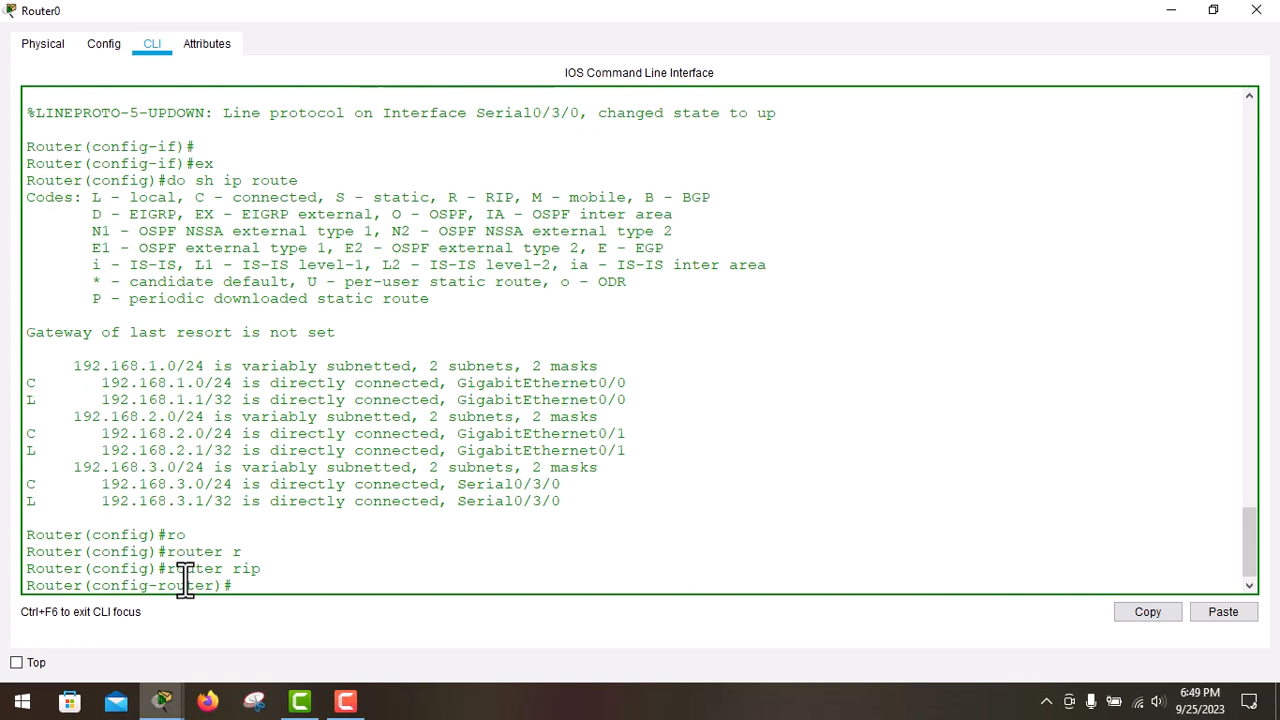 Router0
Physical Config CLI Attributes
IOS Command Line Interface
%LINEPROTO-5-UPDOWN: Line protocol on Interface Serial0/3/0, changed state to up
Router(config-if)#
Router(config-if)#ex
Router(config)#do sh ip route
Codes: L - local, C - connected, S - static, R - RIP, M - mobile, B - BGP
D - EIGRP, EX - EIGRP external, O - OSPF, IA - OSPF inter area
N1 - OSPF NSSA external type 1, N2 - OSPF NSSA external type 2
E1 - OSPF external type 1, E2 - OSPF external type 2, E - EGP
i - IS-IS, L1 - IS-IS level-1, L2 - IS-IS level-2, ia - IS-IS inter area
* - candidate default, U - per-user static route, o - ODR
P - periodic downloaded static route
Gateway of last resort is not set
192.168.1.0/24 is variably subnetted, 2 subnets, 2 masks
C 192.168.1.0/24 is directly connected, GigabitEthernet0/0
L 192.168.1.1/32 is directly connected, GigabitEthernet0/0
192.168.2.0/24 is variably subnetted, 2 subnets, 2 masks
C 192.168.2.0/24 is directly connected, GigabitEthernet0/1
L 192.168.2.1/32 is directly connected, GigabitEthernet0/1
192.168.3.0/24 is variably subnetted, 2 subnets, 2 masks
C 192.168.3.0/24 is directly connected, Serial0/3/0
L 192.168.3.1/32 is directly connected, Serial0/3/0
Router(config)#ro
Router(config)#router r
Router(config)#router rip
Router(config-router)#
Ctrl+F6 to exit CLI focus
Copy Paste
Top
6:49 PM
9/25/2023